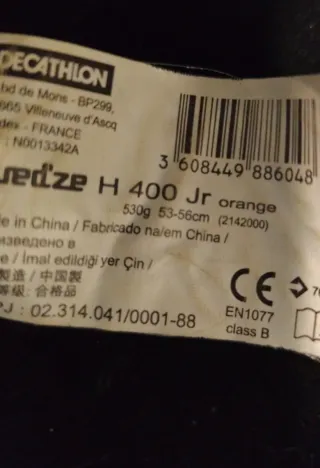 DECATHLON
bd de Mons - BP299,
665 Villeneuve d'Ascq
dex - FRANCE
: N0013342A
3 608449 886048
wed'ze H 400 Jr orange
530g 53-56cm (2142000)
e in China / Fabricado na/em China /
изведено в
e / Imal edildiği yer Çin /
製造 / 中国製
等级: 合格品
PJ : 02.314.041/0001-88
CE
EN1077
class B